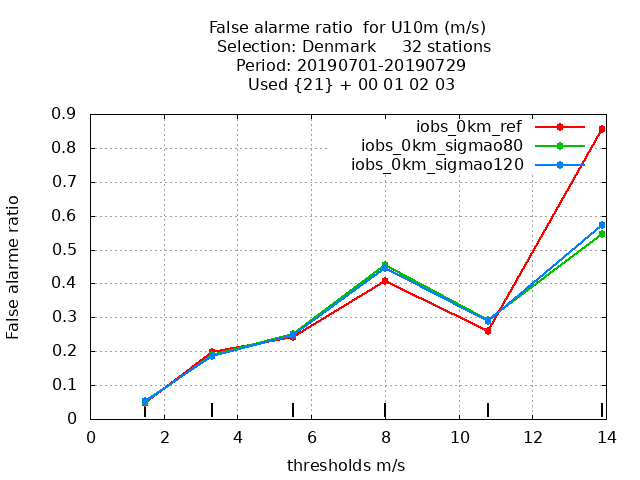 False alarme ratio  for U10m (m/s)
Selection: Denmark     32 stations
Period: 20190701-20190729
Used {21} + 00 01 02 03
iobs_0km_ref
iobs_0km_sigmao80
iobs_0km_sigmao120
False alarme ratio
0.9
0.8
0.7
0.6
0.5
0.4
0.3
0.2
0.1
0
0 2 4 6 8 10 12 14
thresholds m/s